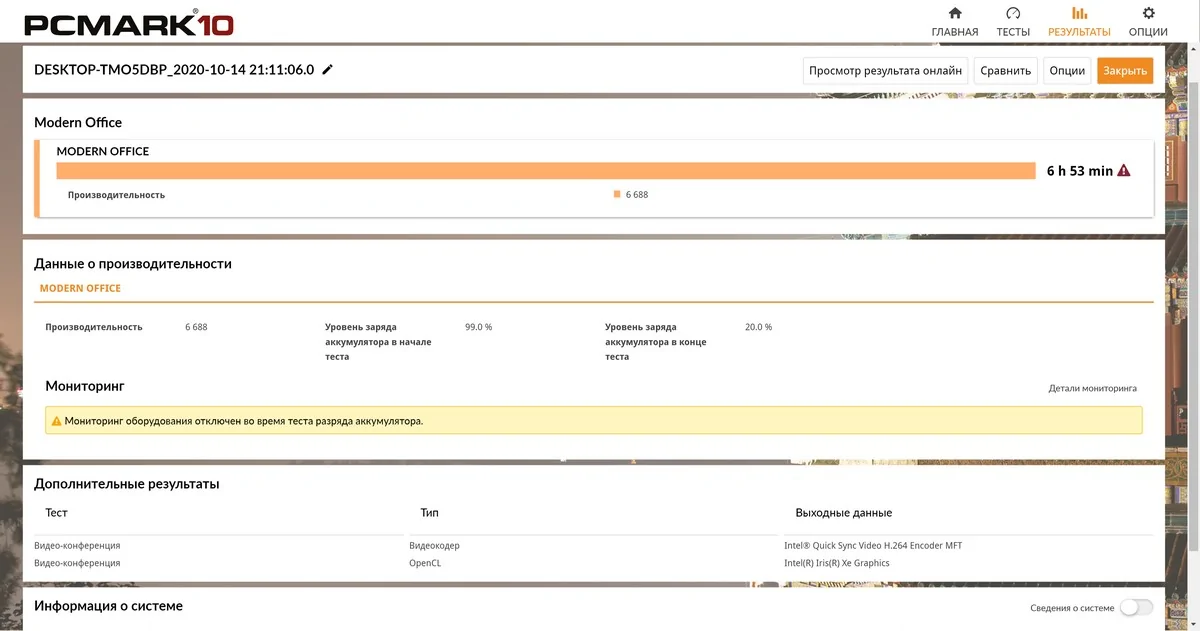 PCMARK®10
ГЛАВНАЯ ТЕСТЫ РЕЗУЛЬТАТЫ ОПЦИИ
DESKTOP-TMO5DBP_2020-10-14 21:11:06.0
Просмотр результата онлайн Сравнить Опции Закрыть
Modern Office
MODERN OFFICE
6 h 53 min
Производительность 6 688
Данные о производительности
MODERN OFFICE
Производительность 6 688 Уровень заряда 99.0 % Уровень заряда 20.0 %
аккумулятора в начале аккумулятора в конце
теста теста
Мониторинг Детали мониторинга
Мониторинг оборудования отключен во время теста разряда аккумулятора.
Дополнительные результаты
Тест Тип Выходные данные
Видео-конференция Видеокодер Intel® Quick Sync Video H.264 Encoder MFT
Видео-конференция OpenCL Intel(R) Iris(R) Xe Graphics
Информация о системе Сведения о системе